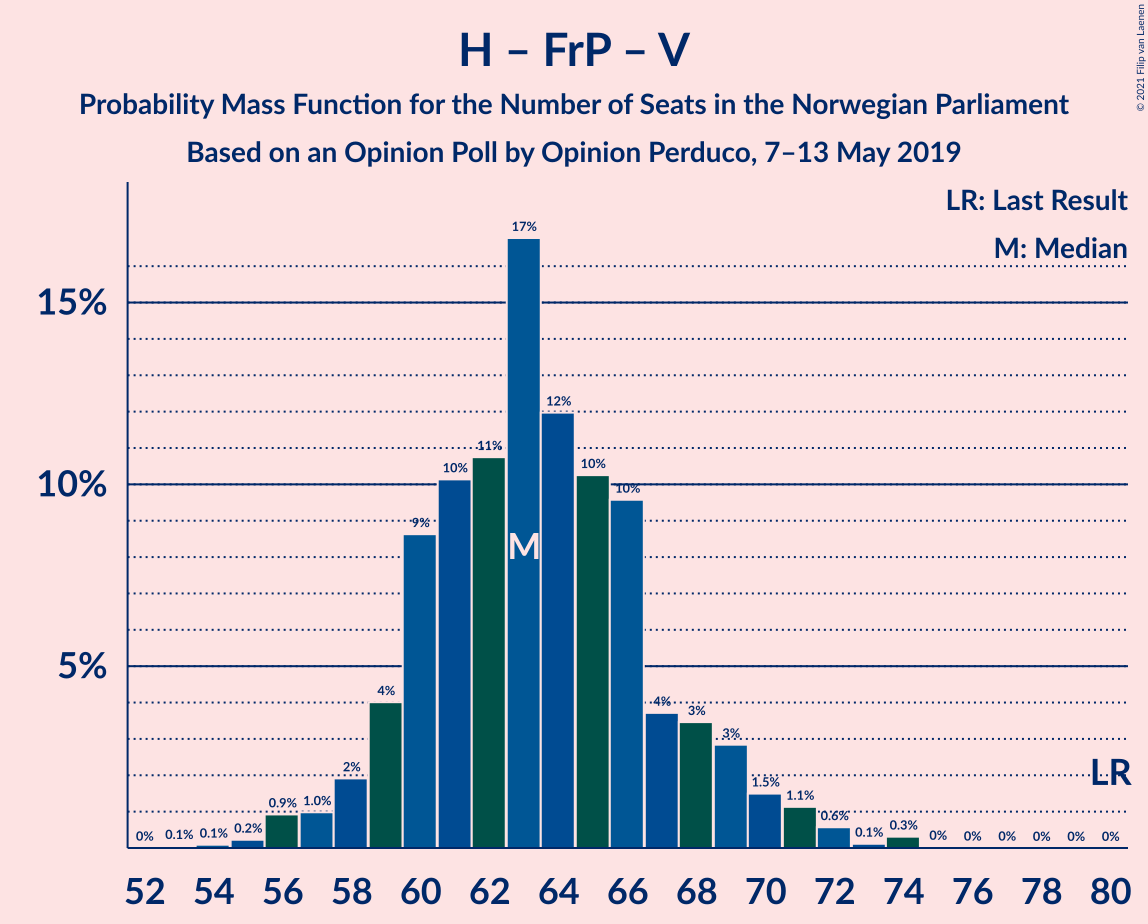 H – FrP – V
Probability Mass Function for the Number of Seats in the Norwegian Parliament
Based on an Opinion Poll by Opinion Perduco, 7–13 May 2019
© 2021 Filip van Laenen
LR: Last Result
M: Median
15%
10%
5%
0% 0.1% 0.1% 0.2% 0.9% 1.0% 2% 4% 9% 10% 11% 17% 12% 10% 10% 4% 3% 3% 1.5% 1.1% 0.6% 0.1% 0.3% 0% 0% 0% 0% 0% 0%
M
LR
52 54 56 58 60 62 64 66 68 70 72 74 76 78 80